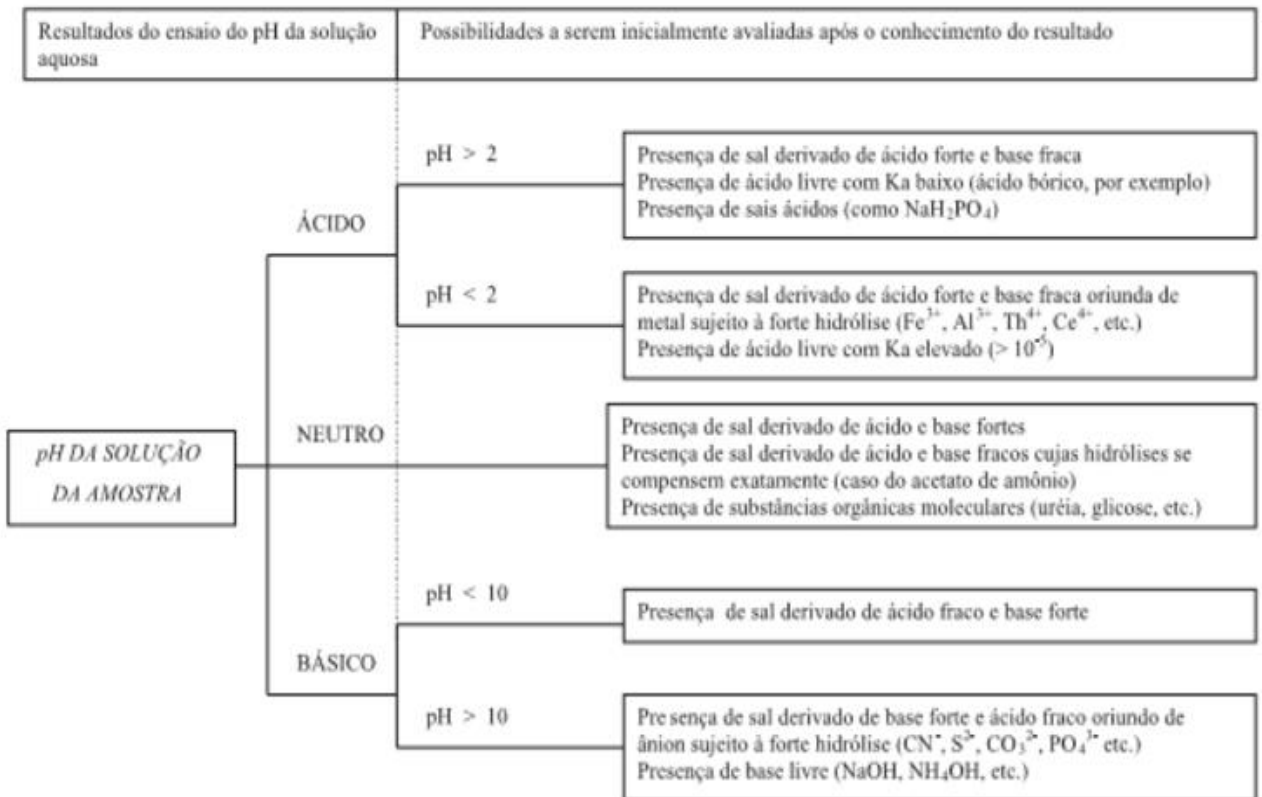 Resultados do ensaio do pH da solução
aquosa
Possibilidades a serem inicialmente avaliadas após o conhecimento do resultado
pH > 2
Presença de sal derivado de ácido forte e base fraca
Presença de ácido livre com Ka baixo (ácido bórico, por exemplo)
Presença de sais ácidos (como NaH₂PO₄)
ÁCIDO
pH < 2
Presença de sal derivado de ácido forte e base fraca oriunda de
metal sujeito à forte hidrólise (Fe³⁺, Al³⁺, Th⁴⁺, Ce⁴⁺, etc.)
Presença de ácido livre com Ka elevado (> 10⁻⁵)
pH DA SOLUÇÃO
DA AMOSTRA
NEUTRO
Presença de sal derivado de ácido e base fortes
Presença de sal derivado de ácido e base fracos cujas hidrólises se
compensem exatamente (caso do acetato de amônio)
Presença de substâncias orgânicas moleculares (uréia, glicose, etc.)
pH < 10
Presença de sal derivado de ácido fraco e base forte
BÁSICO
pH > 10
Pre sença de sal derivado de base forte e ácido fraco oriundo de
ânion sujeito à forte hidrólise (CN⁻, S²⁻, CO₃²⁻, PO₄³⁻ etc.)
Presença de base livre (NaOH, NH₄OH, etc.)